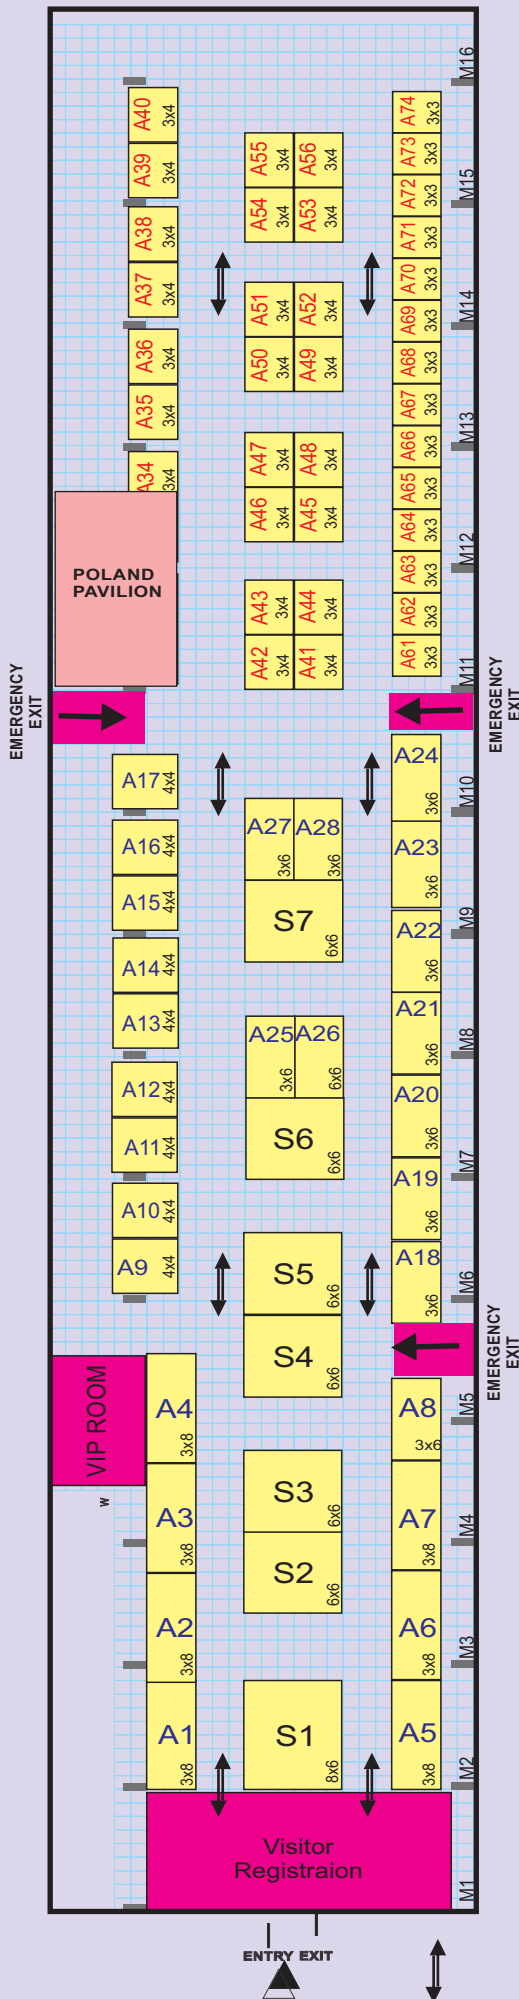 M16
A40 3x4
A39 3x4
A38 3x4
A37 3x4
A36 3x4
A35 3x4
A34 3x4
POLAND
PAVILION
A55 3x4
A56 3x4
A54 3x4
A53 3x4
A51 3x4
A52 3x4
A50 3x4
A49 3x4
A47 3x4
A48 3x4
A46 3x4
A45 3x4
A43 3x4
A44 3x4
A42 3x4
A41 3x4
A74 3x3
A73 3x3
A72 3x3
A71 3x3
A70 3x3
A69 3x3
A68 3x3
A67 3x3
A66 3x3
A65 3x3
A64 3x3
A63 3x3
A62 3x3
A61 3x3
M15
M14
M13
M12
M11
EMERGENCY
EXIT
EMERGENCY
EXIT
A17 4x4
A16 4x4
A15 4x4
A14 4x4
A13 4x4
A12 4x4
A11 4x4
A10 4x4
A9 4x4
A27 3x6
A28 3x6
S7 6x6
A25 3x6
A26 6x6
S6 6x6
S5 6x6
S4 6x6
A24 3x6
A23 3x6
A22 3x6
A21 3x6
A20 3x6
A19 3x6
A18 3x6
M10
M9
M8
M7
M6
EMERGENCY
EXIT
VIP ROOM
w
A4 3x8
A3 3x8
A2 3x8
A1 3x8
S3 6x6
S2 6x6
S1 8x6
A8 3x6
A7 3x8
A6 3x8
A5 3x8
M5
M4
M3
M2
M1
Visitor
Registraion
ENTRY EXIT